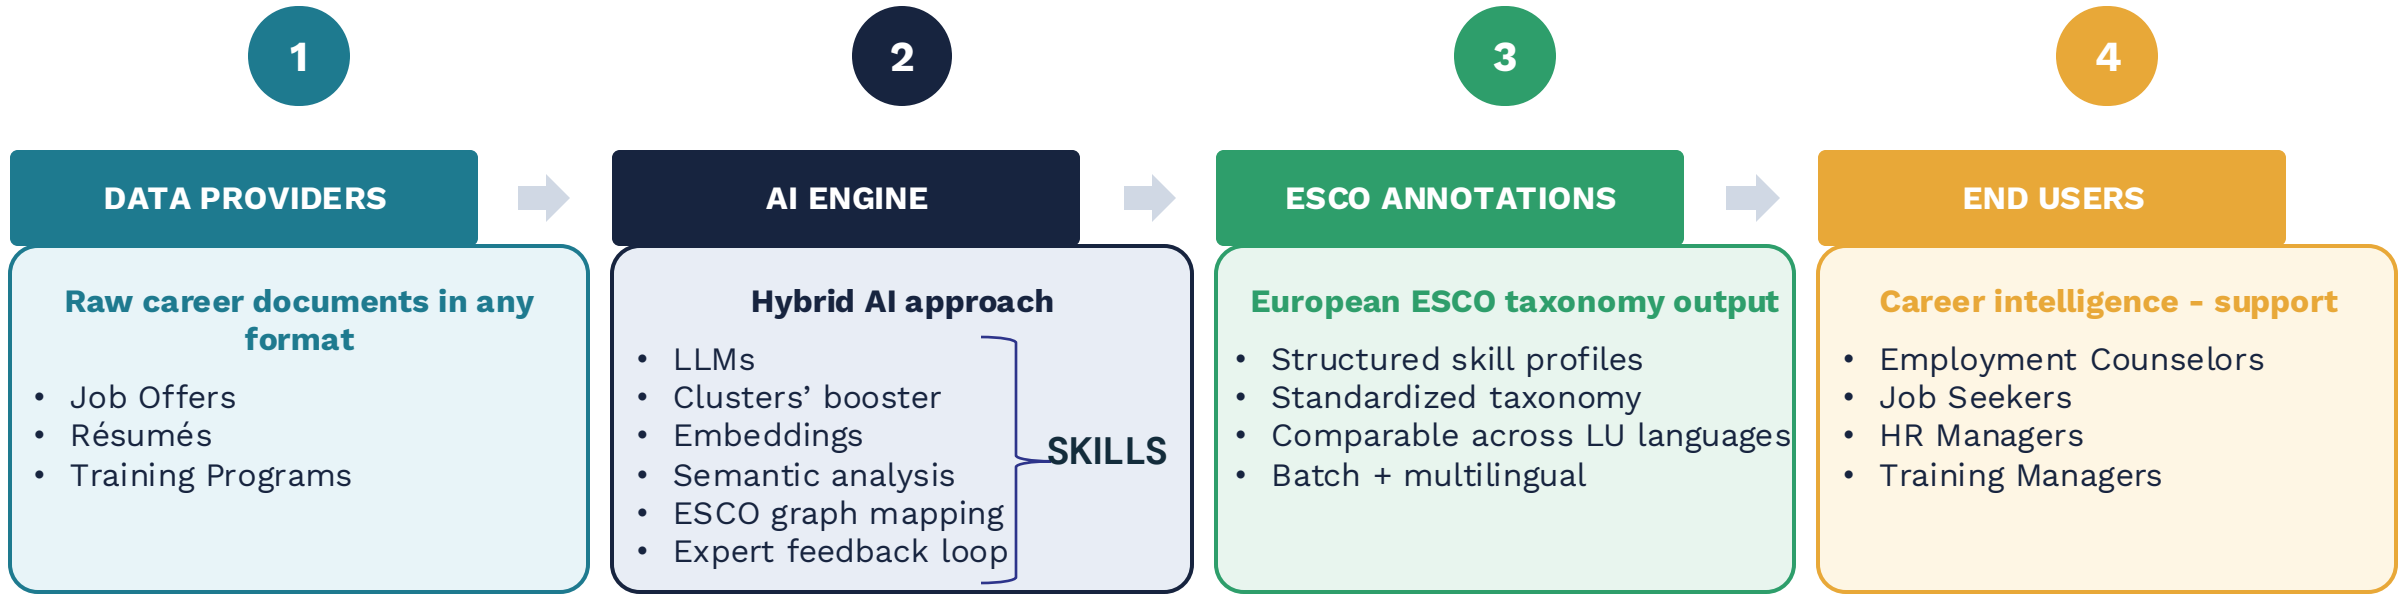 1
DATA PROVIDERS
Raw career documents in any
format
• Job Offers
• Résumés
• Training Programs
2
AI ENGINE
Hybrid AI approach
• LLMs
• Clusters’ booster
• Embeddings
• Semantic analysis
• ESCO graph mapping
• Expert feedback loop
SKILLS
3
ESCO ANNOTATIONS
European ESCO taxonomy output
• Structured skill profiles
• Standardized taxonomy
• Comparable across LU languages
• Batch + multilingual
4
END USERS
Career intelligence - support
• Employment Counselors
• Job Seekers
• HR Managers
• Training Managers